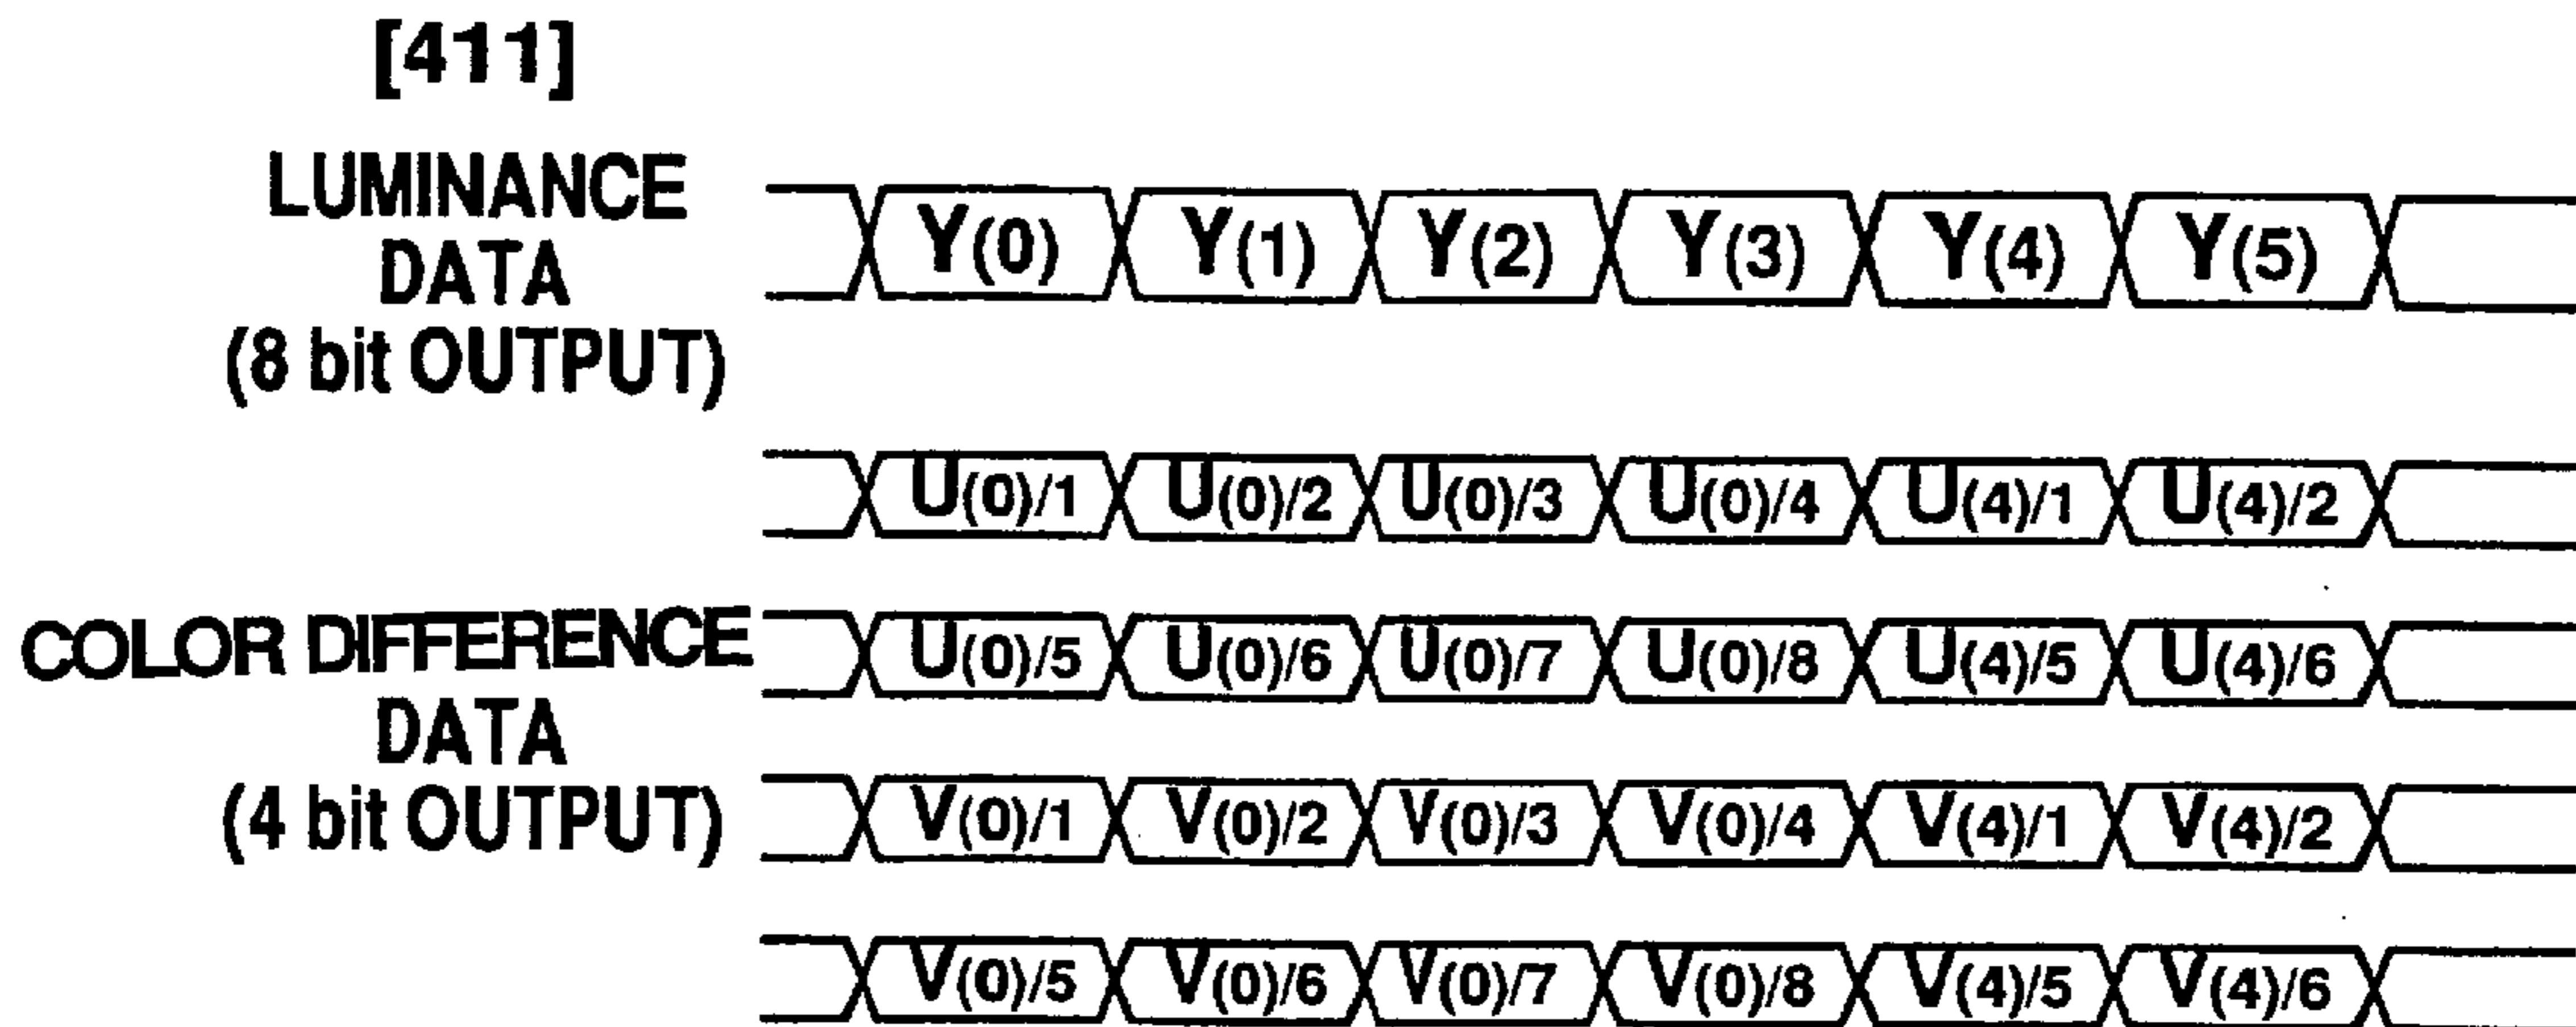 [411]
LUMINANCE
DATA
(8 bit OUTPUT)
Y(0) Y(1) Y(2) Y(3) Y(4) Y(5)
U(0)/1 U(0)/2 U(0)/3 U(0)/4 U(4)/1 U(4)/2
COLOR DIFFERENCE
DATA
(4 bit OUTPUT)
U(0)/5 U(0)/6 U(0)/7 U(0)/8 U(4)/5 U(4)/6
V(0)/1 V(0)/2 V(0)/3 V(0)/4 V(4)/1 V(4)/2
V(0)/5 V(0)/6 V(0)/7 V(0)/8 V(4)/5 V(4)/6